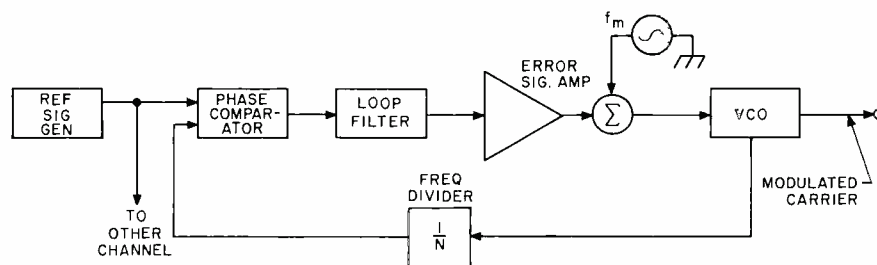 REF
SIG
GEN
PHASE
COMPAR-
ATOR
LOOP
FILTER
ERROR
SIG. AMP
fm
Σ
VCO
MODULATED
CARRIER
FREQ
DIVIDER
1
N
TO
OTHER
CHANNEL